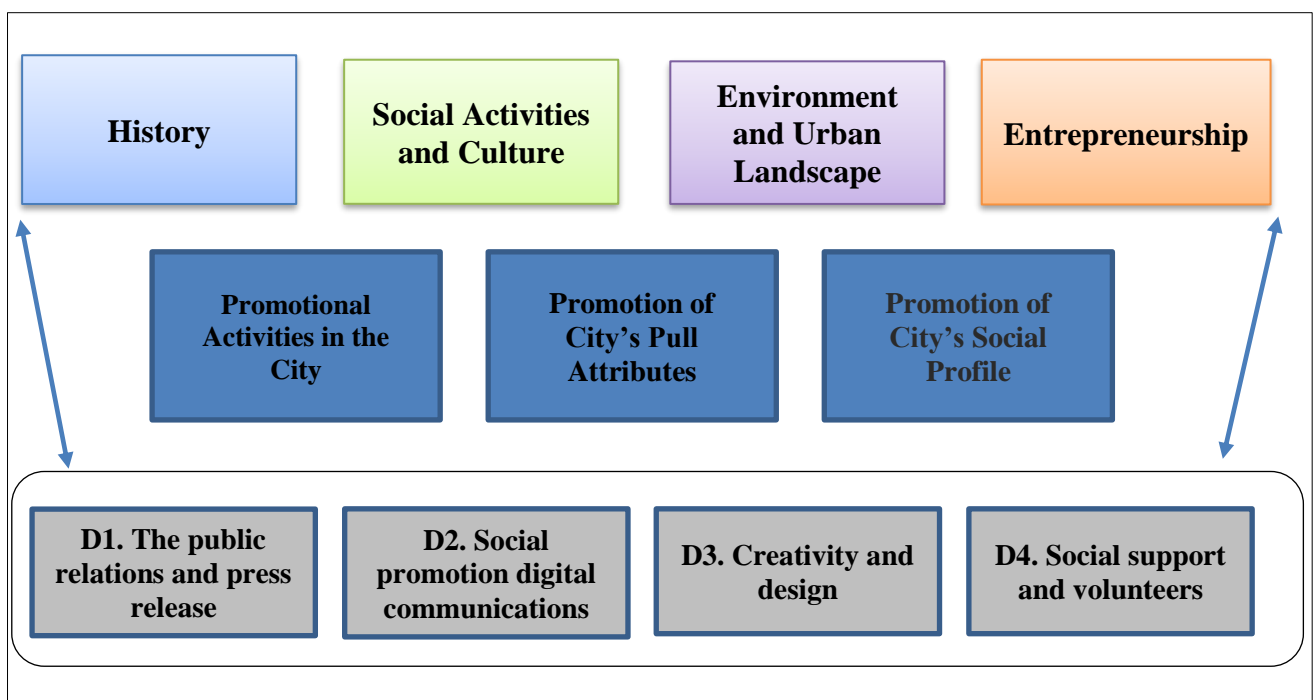 History
Social Activities
and Culture
Environment
and Urban
Landscape
Entrepreneurship
Promotional
Activities in the
City
Promotion of
City’s Pull
Attributes
Promotion of
City’s Social
Profile
D1. The public
relations and press
release
D2. Social
promotion digital
communications
D3. Creativity and
design
D4. Social support
and volunteers